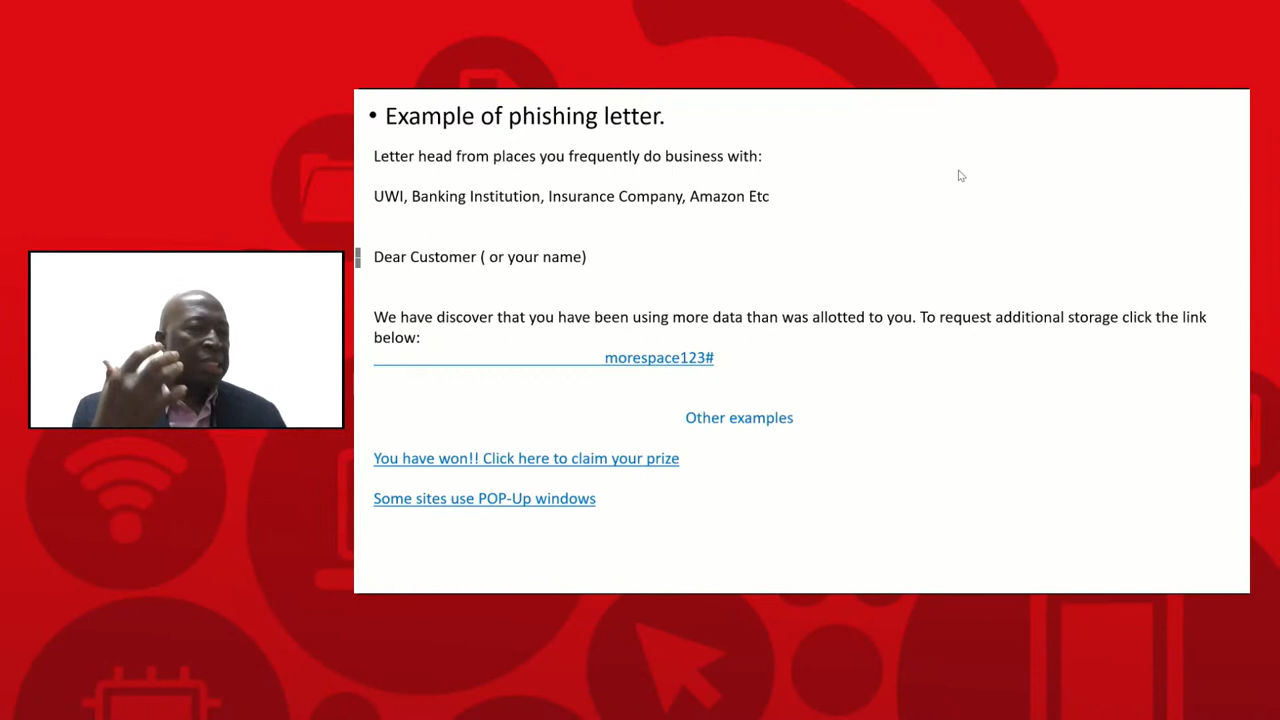 • Example of phishing letter.
Letter head from places you frequently do business with:
UWI, Banking Institution, Insurance Company, Amazon Etc
Dear Customer ( or your name)
We have discover that you have been using more data than was allotted to you. To request additional storage click the link
below:
morespace123#
Other examples
You have won!! Click here to claim your prize
Some sites use POP-Up windows